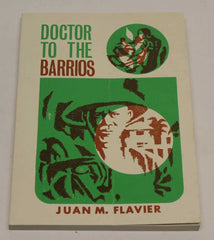 DOCTOR
TO THE
BARRIOS
JUAN M. FLAVIER